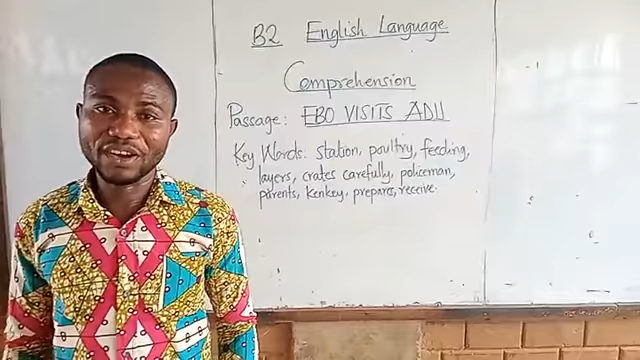 B2 English Language
Comprehension
Passage: EBO VISITS ADU
Key Words: station, poultry, feeding,
layers, crates carefully, policeman,
parents, kenkey, prepares, receive.